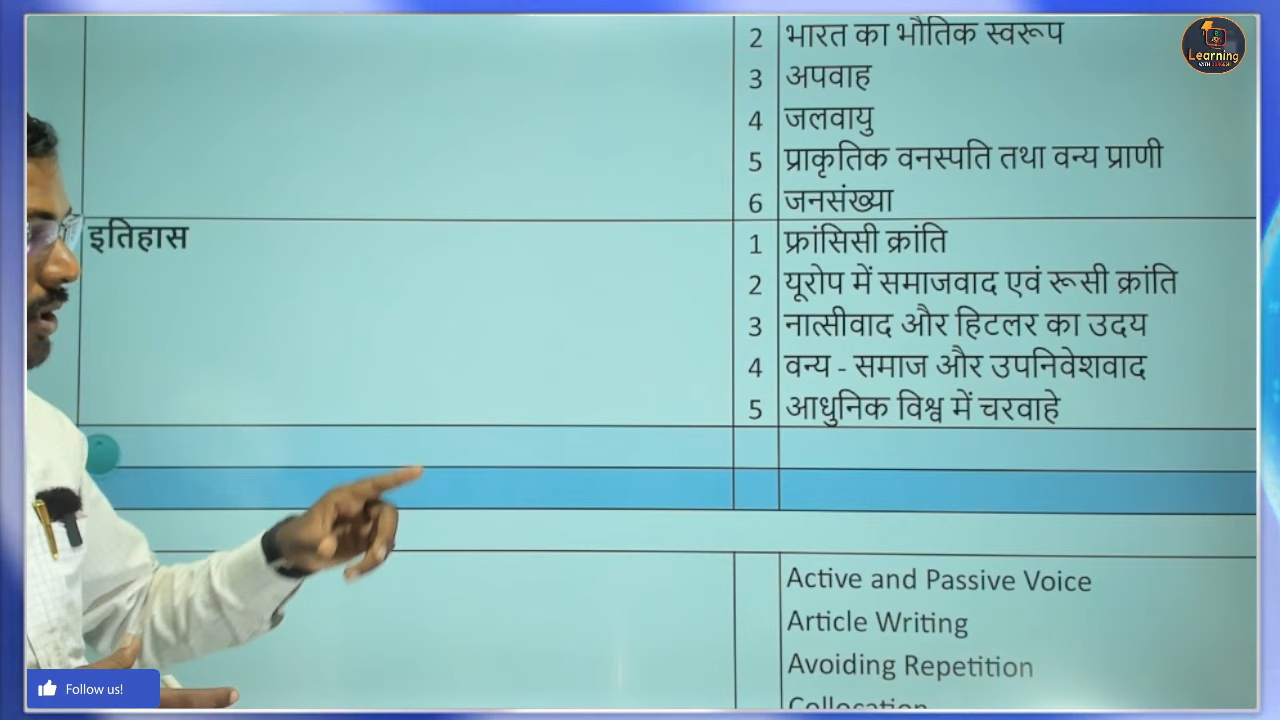 2 भारत का भौतिक स्वरूप
3 अपवाह
4 जलवायु
5 प्राकृतिक वनस्पति तथा वन्य प्राणी
6 जनसंख्या
इतिहास
1 फ्रांसिसी क्रांति
2 यूरोप में समाजवाद एवं रूसी क्रांति
3 नात्सीवाद और हिटलर का उदय
4 वन्य - समाज और उपनिवेशवाद
5 आधुनिक विश्व में चरवाहे
Active and Passive Voice
Article Writing
Avoiding Repetition
Collocation
Learning
Follow us!